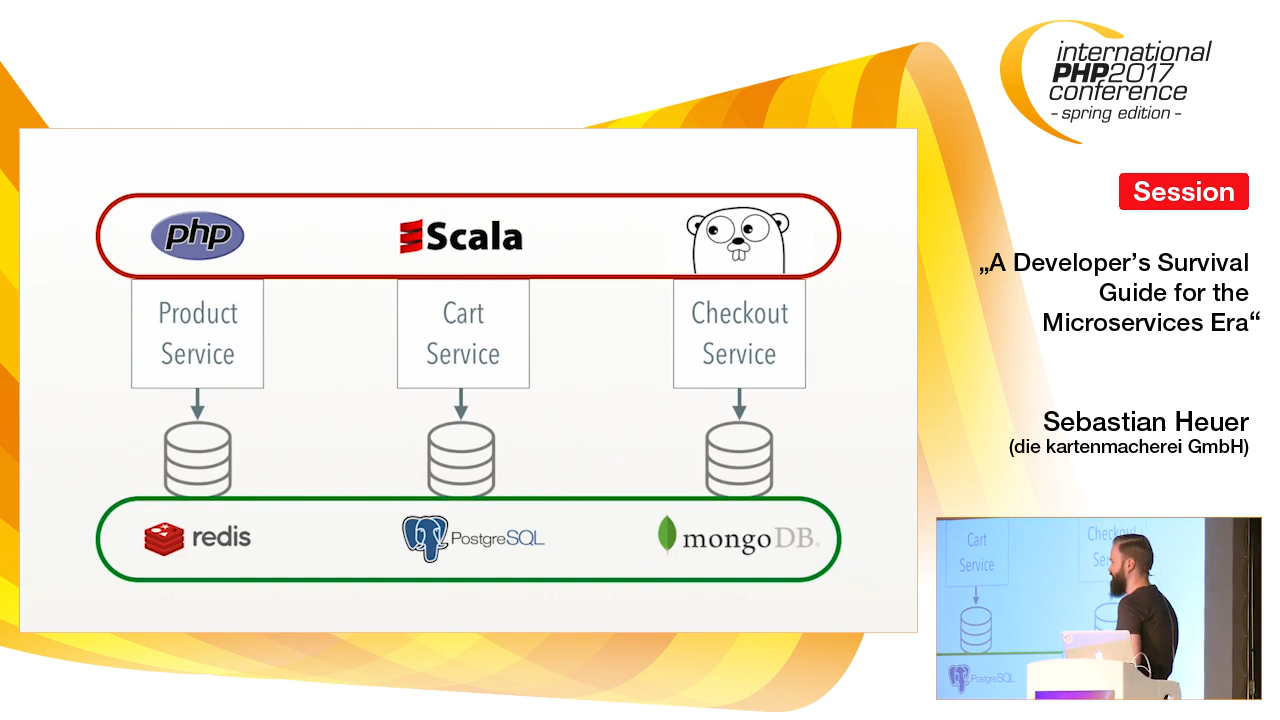 international
PHP2017
conference
- spring edition -
Session
„A Developer’s Survival
Guide for the
Microservices Era“
Sebastian Heuer
(die kartenmacherei GmbH)
php
Scala
Product
Service
Cart
Service
Checkout
Service
redis
PostgreSQL
mongoDB®
Cart
Service
PostgreSQL